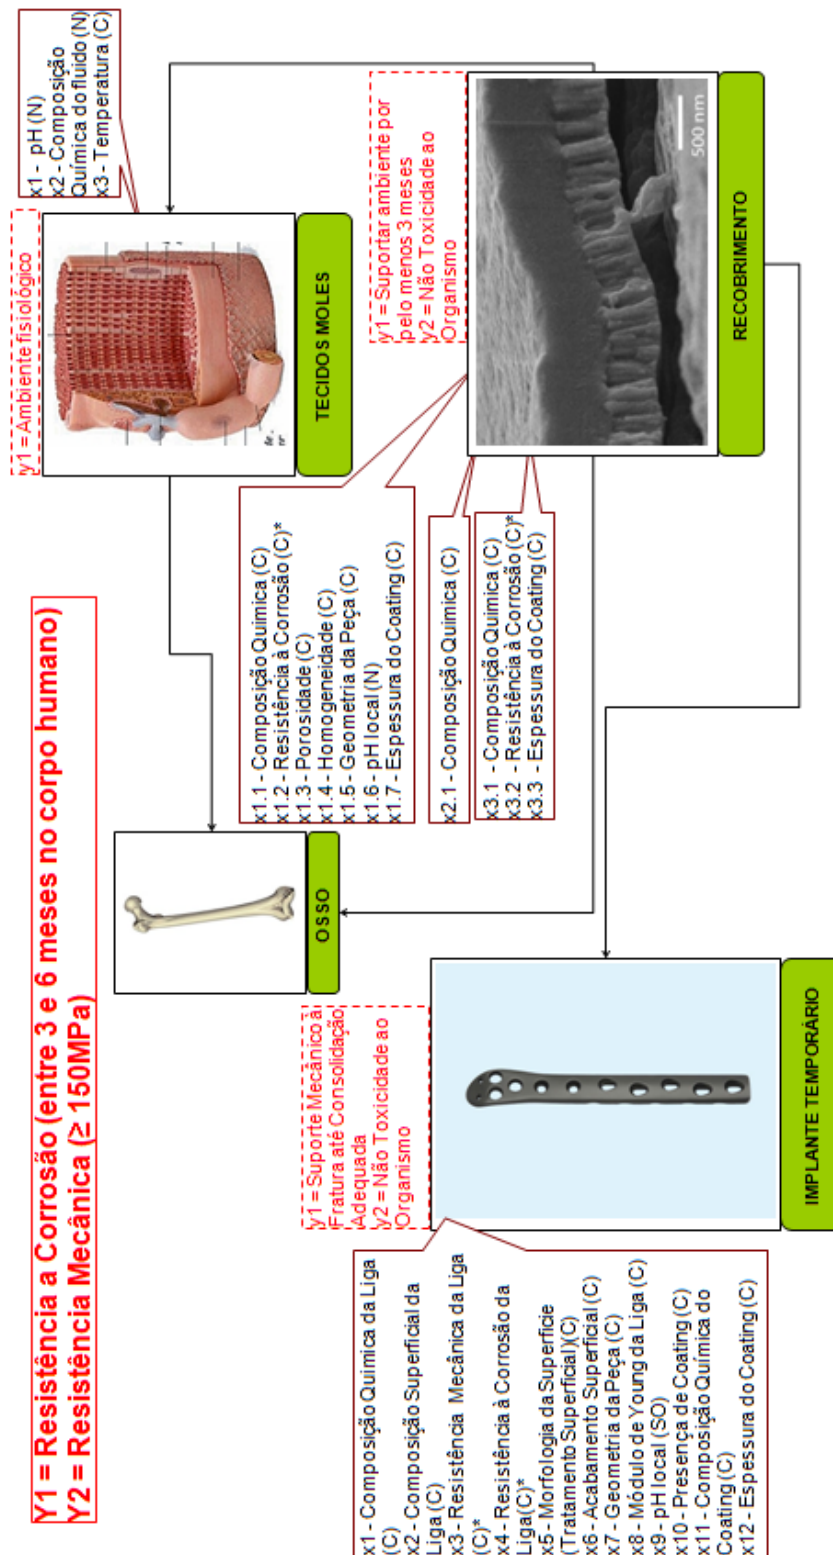 Y1 = Resistência a Corrosão (entre 3 e 6 meses no corpo humano)
Y2 = Resistência Mecânica (≥ 150MPa)
y1 = Ambiente fisiológico
x1 - pH (N)
x2 - Composição
Química do fluido (N)
x3 - Temperatura (C)
TECIDOS MOLES
OSSO
y1 = Suportar ambiente por
pelo menos 3 meses
y2 = Não Toxicidade ao
Organismo
500 nm
RECOBRIMENTO
x1.1 - Composição Química (C)
x1.2 - Resistência à Corrosão (C)*
x1.3 - Porosidade (C)
x1.4 - Homogeneidade (C)
x1.5 - Geometria da Peça (C)
x1.6 - pH local (N)
x1.7 - Espessura do Coating (C)
x2.1 - Composição Química (C)
x3.1 - Composição Química (C)
x3.2 - Resistência à Corrosão (C)*
x3.3 - Espessura do Coating (C)
y1 = Suporte Mecânico à
Fratura até Consolidação
Adequada
y2 = Não Toxicidade ao
Organismo
IMPLANTE TEMPORÁRIO
x1 - Composição Química da Liga
(C)
x2 - Composição Superficial da
Liga (C)
x3 - Resistência Mecânica da Liga
(C)*
x4 - Resistência à Corrosão da
Liga(C)*
x5 - Morfologia da Superfície
(Tratamento Superficial)(C)
x6 - Acabamento Superficial (C)
x7 - Geometria da Peça (C)
x8 - Módulo de Young da Liga (C)
x9 - pH local (SO)
x10 - Presença de Coating (C)
x11 - Composição Química do
Coating (C)
x12 - Espessura do Coating (C)